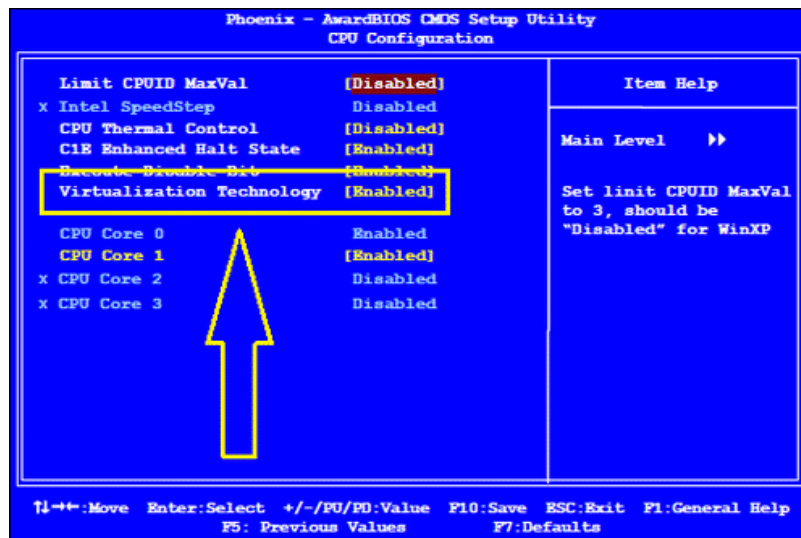 Phoenix - AwardBIOS CMOS Setup Utility
CPU Configuration
Limit CPUID MaxVal [Disabled]
x Intel SpeedStep Disabled
CPU Thermal Control [Disabled]
C1E Enhanced Halt State [Enabled]
Execute Disable Bit [Enabled]
Virtualization Technology [Enabled]
CPU Core 0 Enabled
CPU Core 1 [Enabled]
x CPU Core 2 Disabled
x CPU Core 3 Disabled
Item Help
Main Level
Set linit CPUID MaxVal
to 3, should be
"Disabled" for WinXP
↑↓→←:Move Enter:Select +/-/PU/PD:Value F10:Save ESC:Exit F1:General Help
F5: Previous Values F7:Defaults